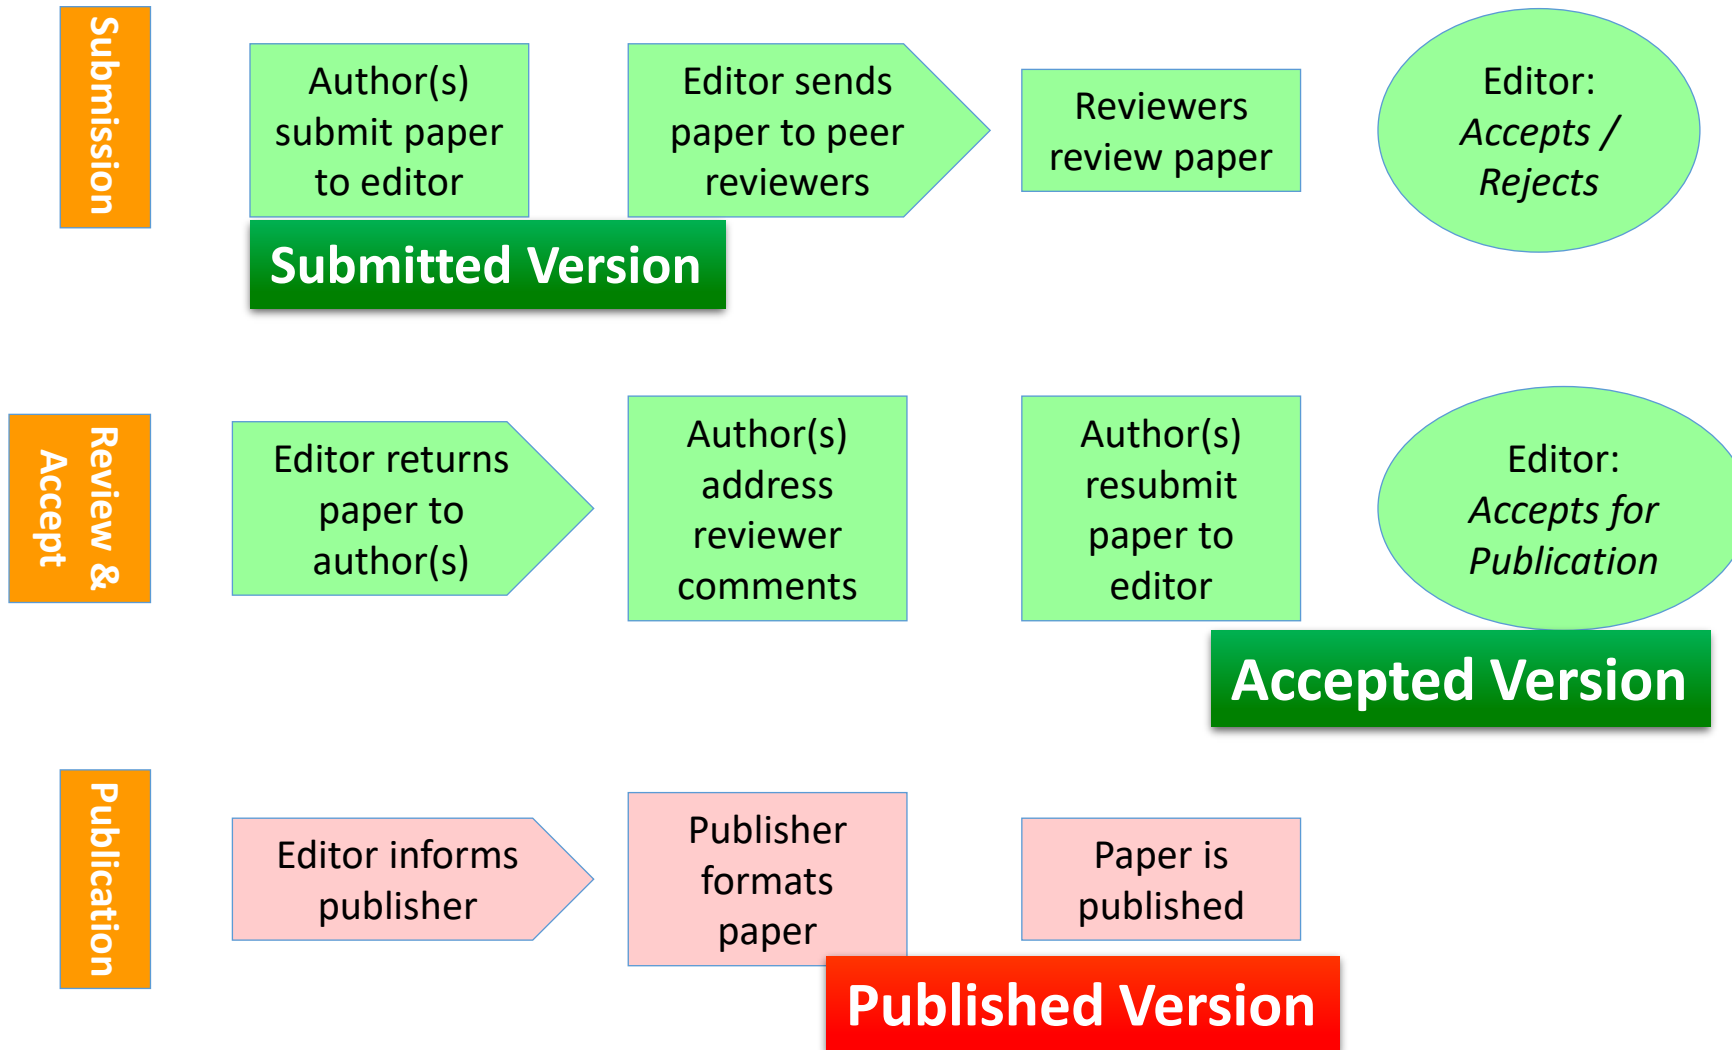 Submission
Author(s)
submit paper
to editor
Editor sends
paper to peer
reviewers
Reviewers
review paper
Editor:
Accepts /
Rejects
Submitted Version
Review &
Accept
Editor returns
paper to
author(s)
Author(s)
address
reviewer
comments
Author(s)
resubmit
paper to
editor
Editor:
Accepts for
Publication
Accepted Version
Publication
Editor informs
publisher
Publisher
formats
paper
Paper is
published
Published Version